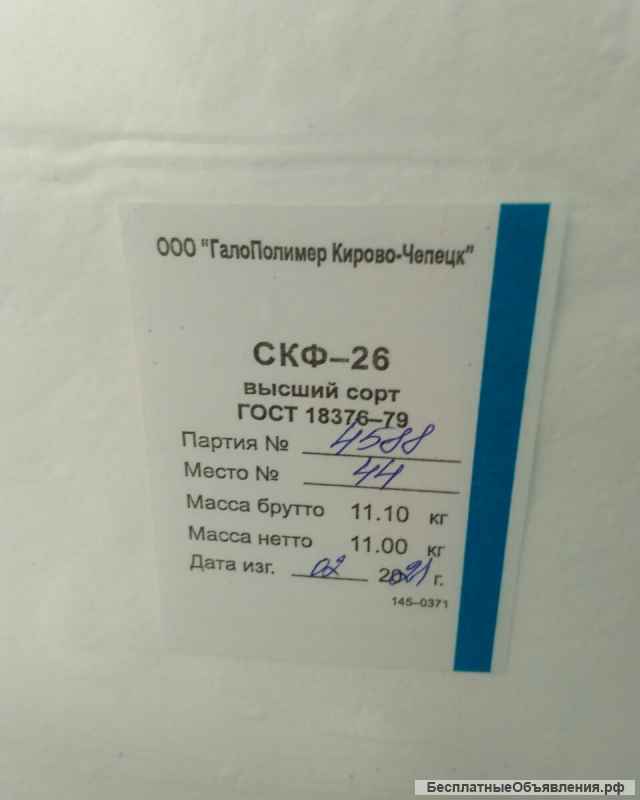 ООО "ГалоПолимер Кирово-Чепецк"
СКФ–26
высший сорт
ГОСТ 18376–79
Партия № 4588
Место № 44
Масса брутто 11.10 кг
Масса нетто 11.00 кг
Дата изг. 02 2021 г.
145–0371
БесплатныеОбъявления.рф